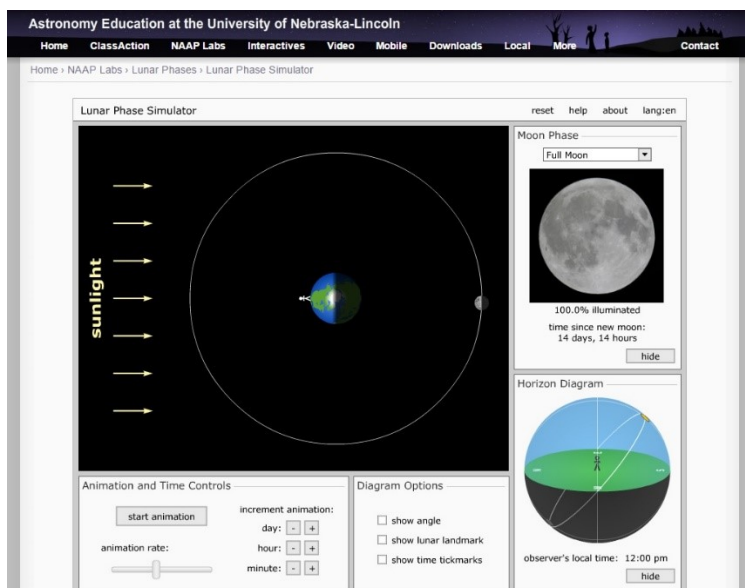 Astronomy Education at the University of Nebraska-Lincoln
Home ClassAction NAAP Labs Interactives Video Mobile Downloads Local More Contact
Home › NAAP Labs › Lunar Phases › Lunar Phase Simulator
Lunar Phase Simulator reset help about lang:en
sunlight
Moon Phase
Full Moon
100.0% illuminated
time since new moon:
14 days, 14 hours
hide
Horizon Diagram
observer's local time: 12:00 pm
hide
Animation and Time Controls
start animation
animation rate:
increment animation:
day: - +
hour: - +
minute: - +
Diagram Options
show angle
show lunar landmark
show time tickmarks